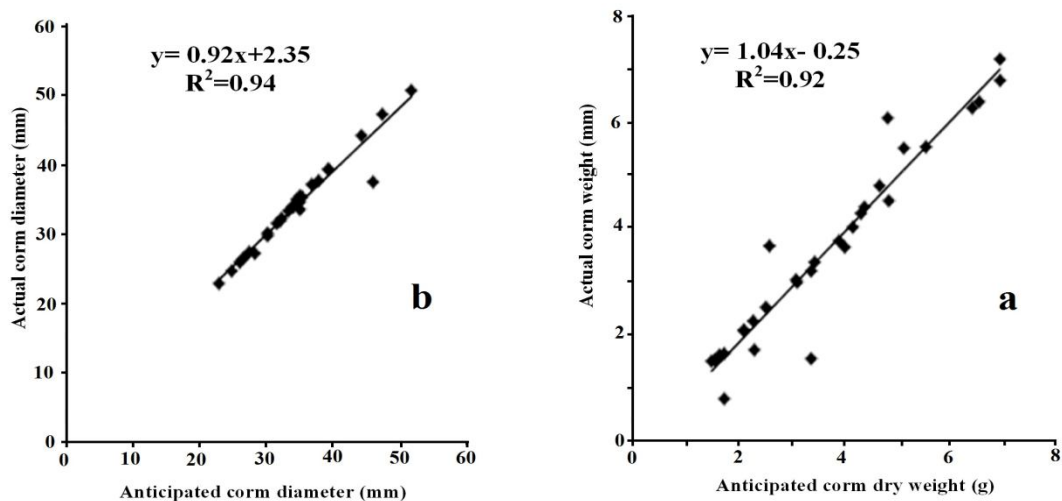 60
50
40
30
20
10
0
Actual corm diameter (mm)
y= 0.92x+2.35
R²=0.94
b
0 10 20 30 40 50 60
Anticipated corm diameter (mm)
8
6
4
2
0
Actual corm weight (mm)
g
y= 1.04x- 0.25
R²=0.92
a
0 2 4 6 8
Anticipated corm dry weight (g)